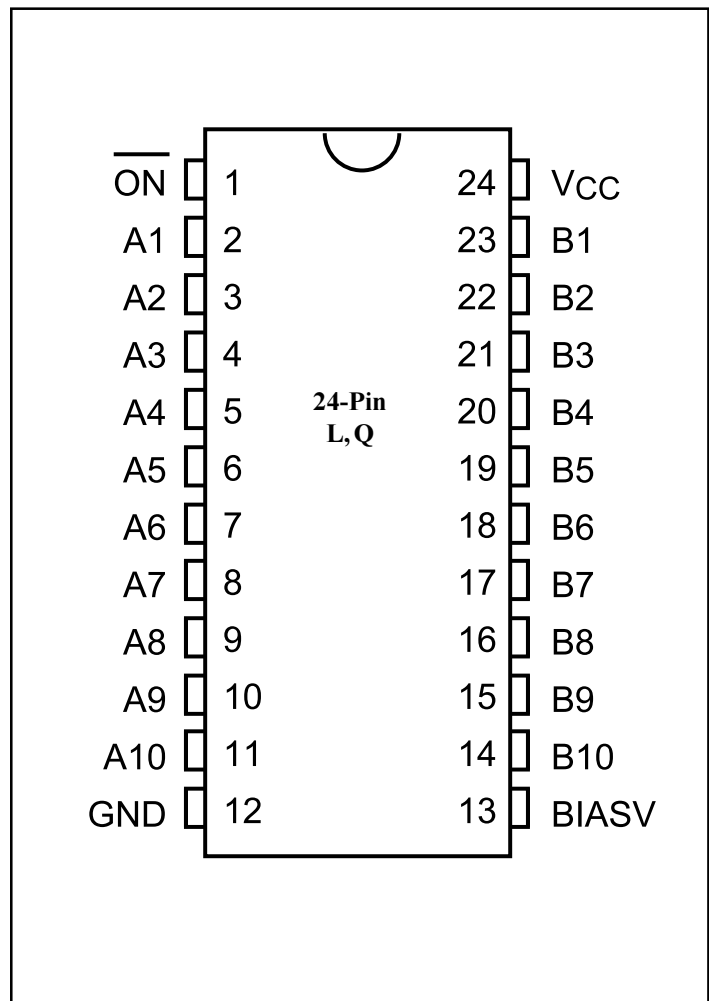 O̅N̅ 1 24 VCC
A1 2 23 B1
A2 3 22 B2
A3 4 21 B3
A4 5 24-Pin 20 B4
L, Q
A5 6 19 B5
A6 7 18 B6
A7 8 17 B7
A8 9 16 B8
A9 10 15 B9
A10 11 14 B10
GND 12 13 BIASV